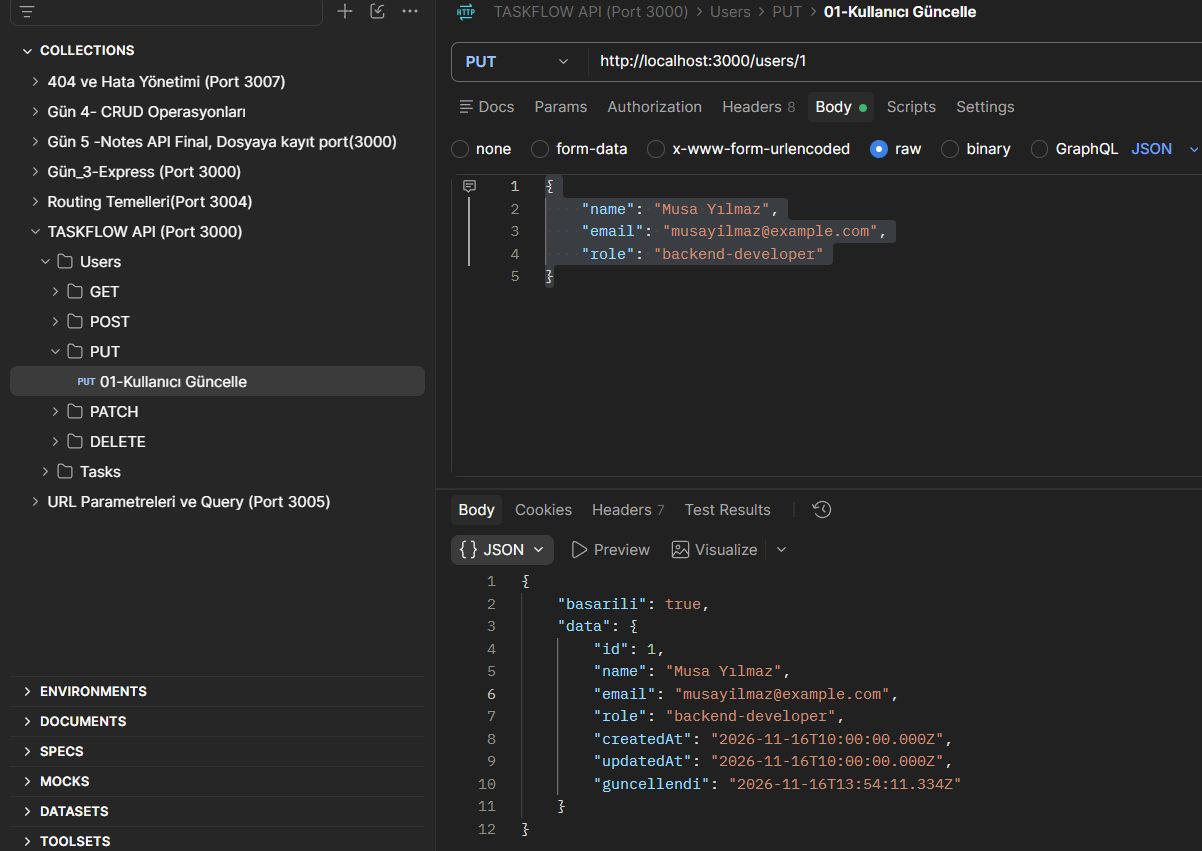 COLLECTIONS
404 ve Hata Yönetimi (Port 3007)
Gün 4- CRUD Operasyonları
Gün 5 -Notes API Final, Dosyaya kayıt port(3000)
Gün_3-Express (Port 3000)
Routing Temelleri(Port 3004)
TASKFLOW API (Port 3000)
Users
GET
POST
PUT
PUT 01-Kullanıcı Güncelle
PATCH
DELETE
Tasks
URL Parametreleri ve Query (Port 3005)
ENVIRONMENTS
DOCUMENTS
SPECS
MOCKS
DATASETS
TOOLSETS
HTTP TASKFLOW API (Port 3000) > Users > PUT > 01-Kullanıcı Güncelle
PUT http://localhost:3000/users/1
Docs Params Authorization Headers 8 Body Scripts Settings
none form-data x-www-form-urlencoded raw binary GraphQL JSON
1 {
2 "name": "Musa Yılmaz",
3 "email": "musayilmaz@example.com",
4 "role": "backend-developer"
5 }
Body Cookies Headers 7 Test Results
{} JSON Preview Visualize
1 {
2 "basarili": true,
3 "data": {
4 "id": 1,
5 "name": "Musa Yılmaz",
6 "email": "musayilmaz@example.com",
7 "role": "backend-developer",
8 "createdAt": "2026-11-16T10:00:00.000Z",
9 "updatedAt": "2026-11-16T10:00:00.000Z",
10 "guncellendi": "2026-11-16T13:54:11.334Z"
11 }
12 }